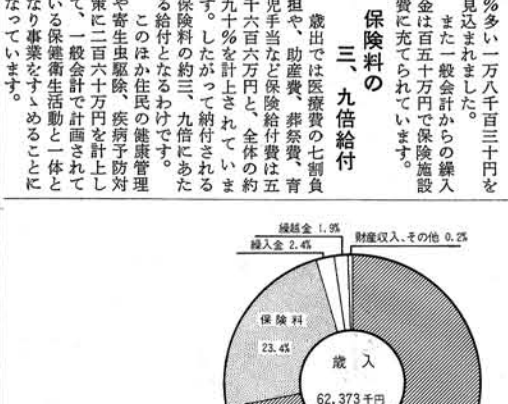 ％多い一万八千百三十円を
見込まれました。
また一般会計からの繰入
金は百五十万円で保険施設
費に充てられています。
保険料の
三、九倍給付
歳出では医療費の七割負
担や、助産費、葬祭費、育
児手当など保険給付費は五
千六百六万円と、全体の約
九十％を計上されていま
す。したがって納付される
保険料の約三、九倍にあた
る給付となるわけです。
このほか住民の健康管理
や寄生虫駆除、疾病予防対
策に二百六十万円を計上し
て、一般会計で計画されて
いる保健衛生活動と一体と
なり事業をすゝめることに
なっています。
繰越金 1.9%
財産収入、その他 0.2%
繰入金 2.4%
保険料
23.4%
歳入
62,373千円